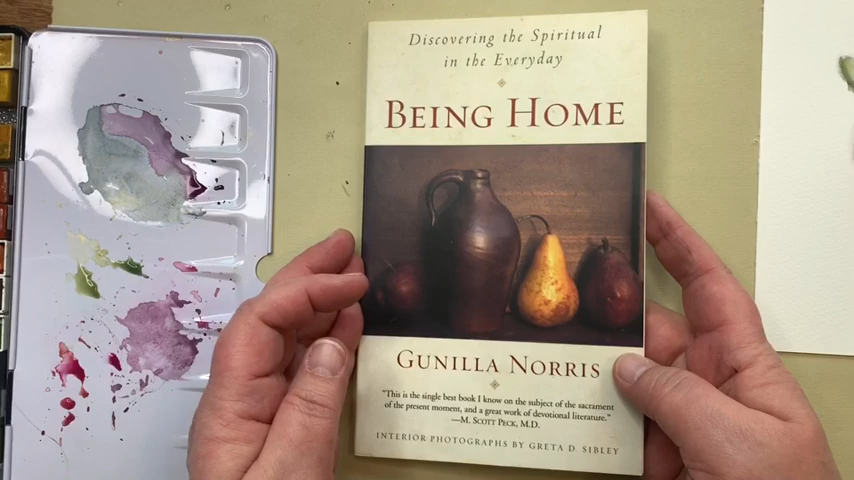 Discovering the Spiritual
in the Everyday
BEING HOME
GUNILLA NORRIS
"This is the single best book I know on the subject of the sacrament
of the present moment, and a great work of devotional literature."
—M. SCOTT PECK, M.D.
INTERIOR PHOTOGRAPHS BY GRETA D. SIBLEY